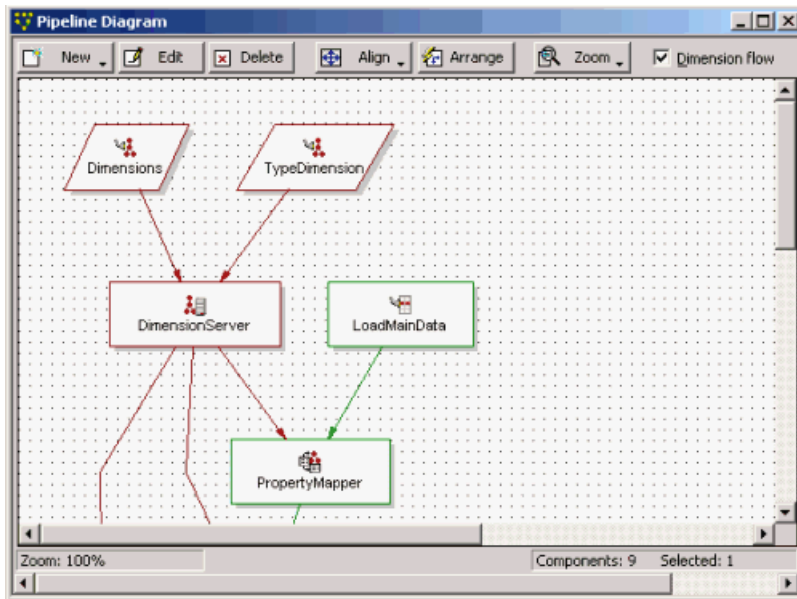 Pipeline Diagram
New Edit Delete Align Arrange Zoom Dimension flow
Dimensions TypeDimension
DimensionServer LoadMainData
PropertyMapper
Zoom: 100% Components: 9 Selected: 1